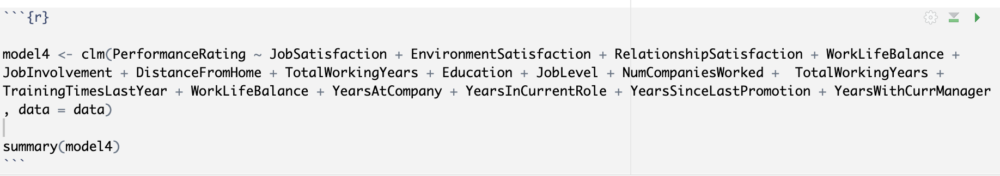 ```{r}
model4 <- clm(PerformanceRating ~ JobSatisfaction + EnvironmentSatisfaction + RelationshipSatisfaction + WorkLifeBalance +
JobInvolvement + DistanceFromHome + TotalWorkingYears + Education + JobLevel + NumCompaniesWorked +  TotalWorkingYears +
TrainingTimesLastYear + WorkLifeBalance + YearsAtCompany + YearsInCurrentRole + YearsSinceLastPromotion + YearsWithCurrManager
, data = data)
summary(model4)
```